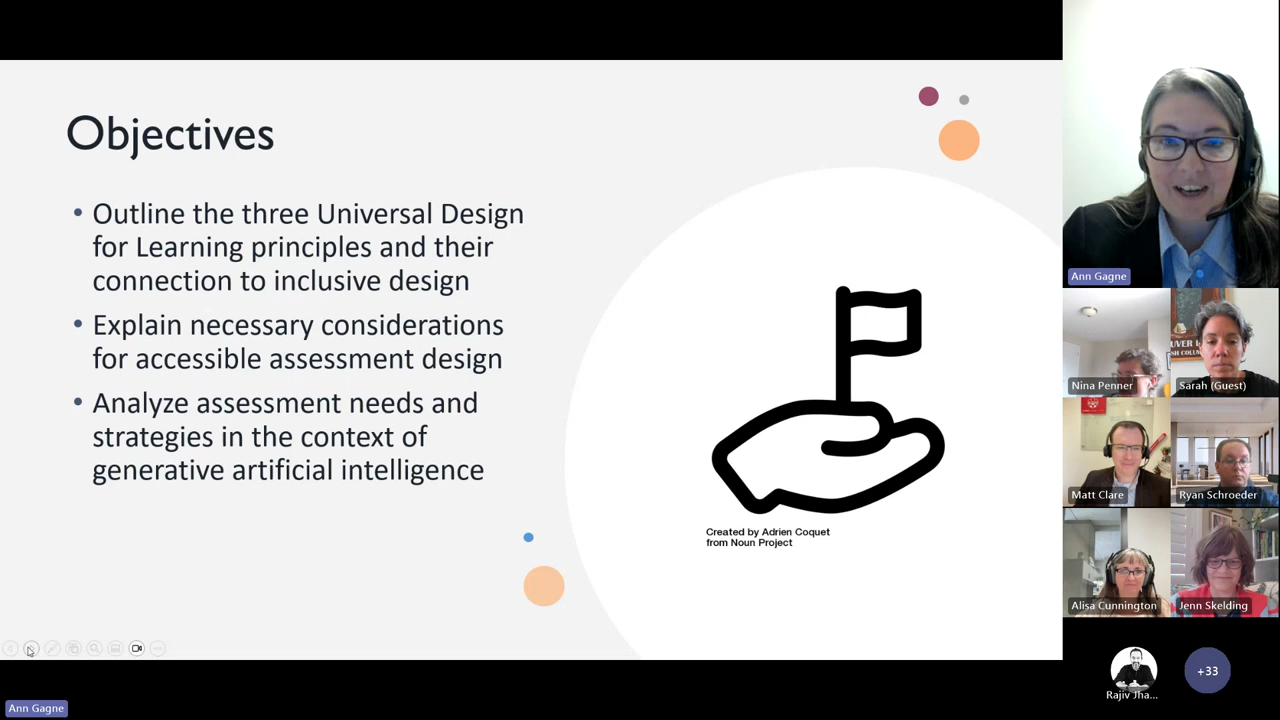 Objectives
• Outline the three Universal Design
for Learning principles and their
connection to inclusive design
• Explain necessary considerations
for accessible assessment design
• Analyze assessment needs and
strategies in the context of
generative artificial intelligence
Created by Adrien Coquet
from Noun Project
Ann Gagne
Nina Penner
Sarah (Guest)
Matt Clare
Ryan Schroeder
Alisa Cunnington
Jenn Skelding
Rajiv Jha...
+33
Ann Gagne